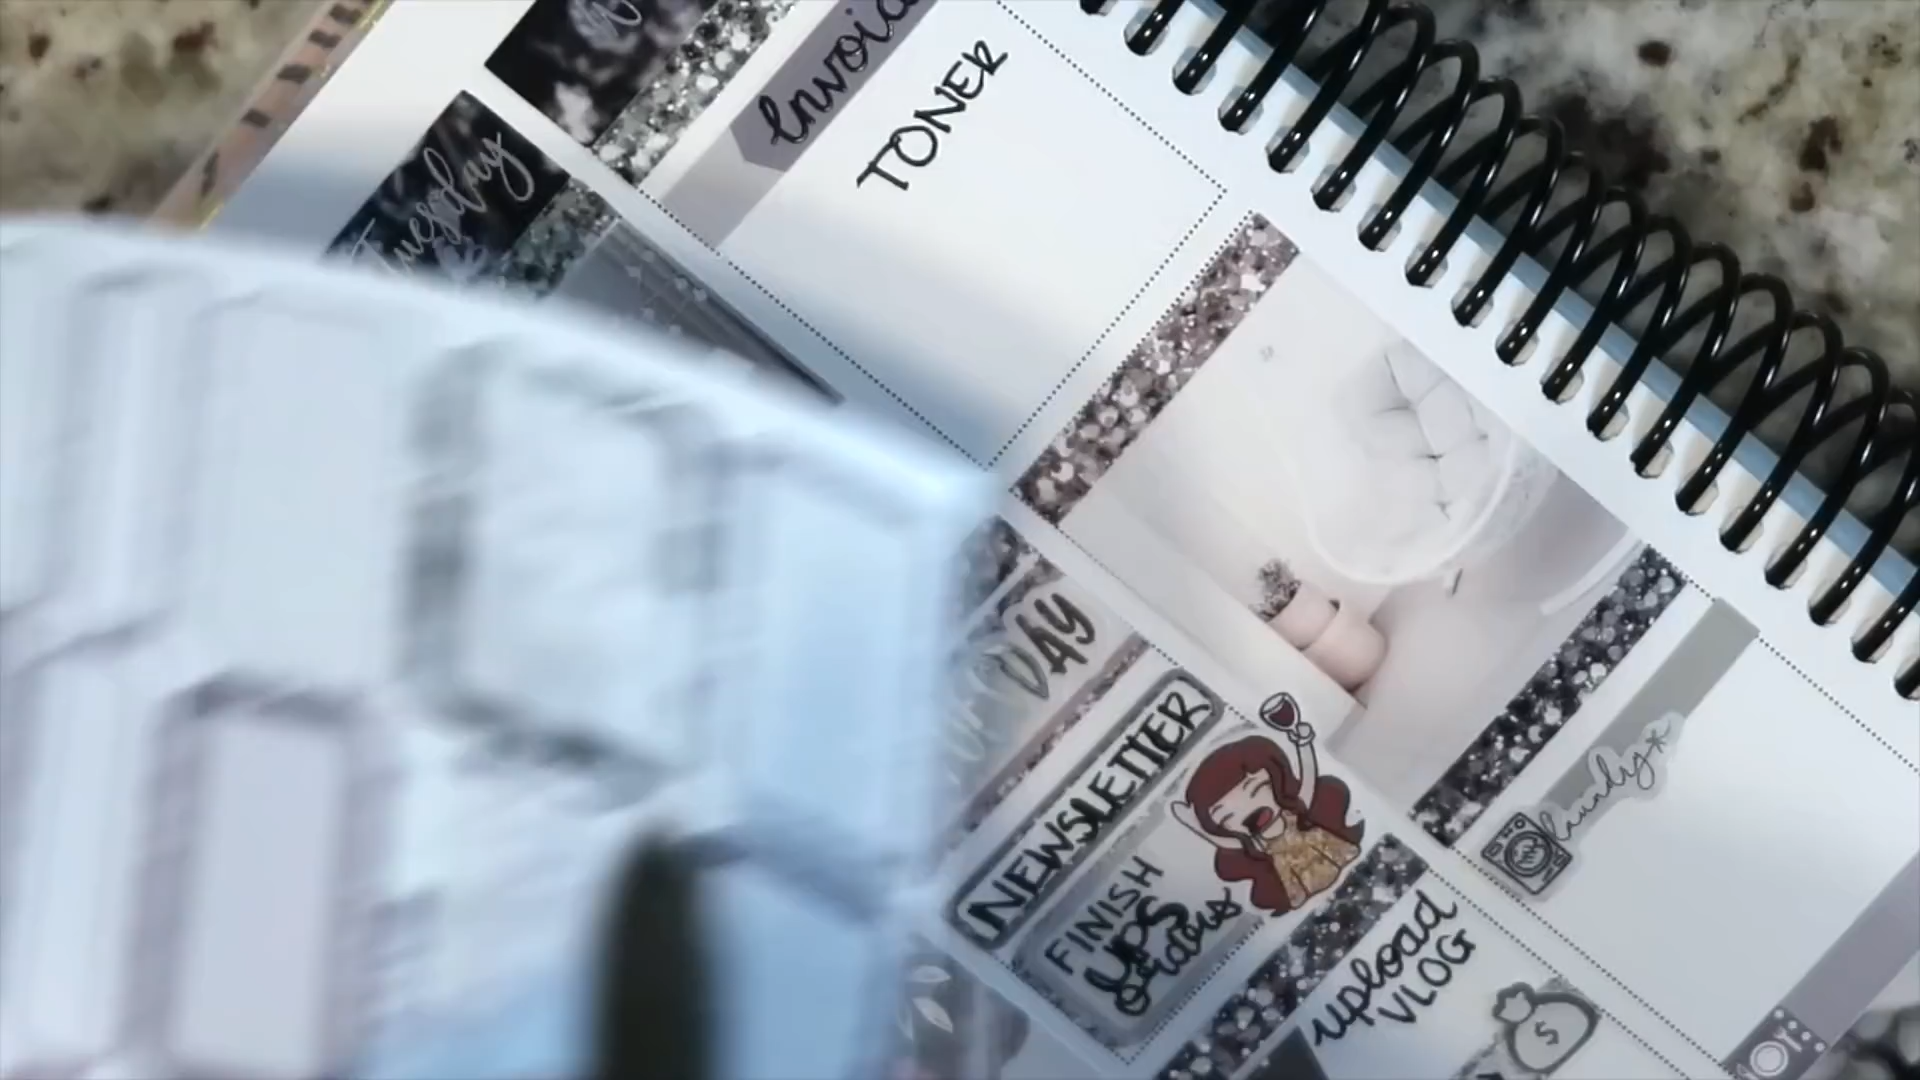 Invoic
TONER
Tuesday
DAY
NEWSLETTER
FINISH
UPS
orders
upload
VLOG
laundry
$